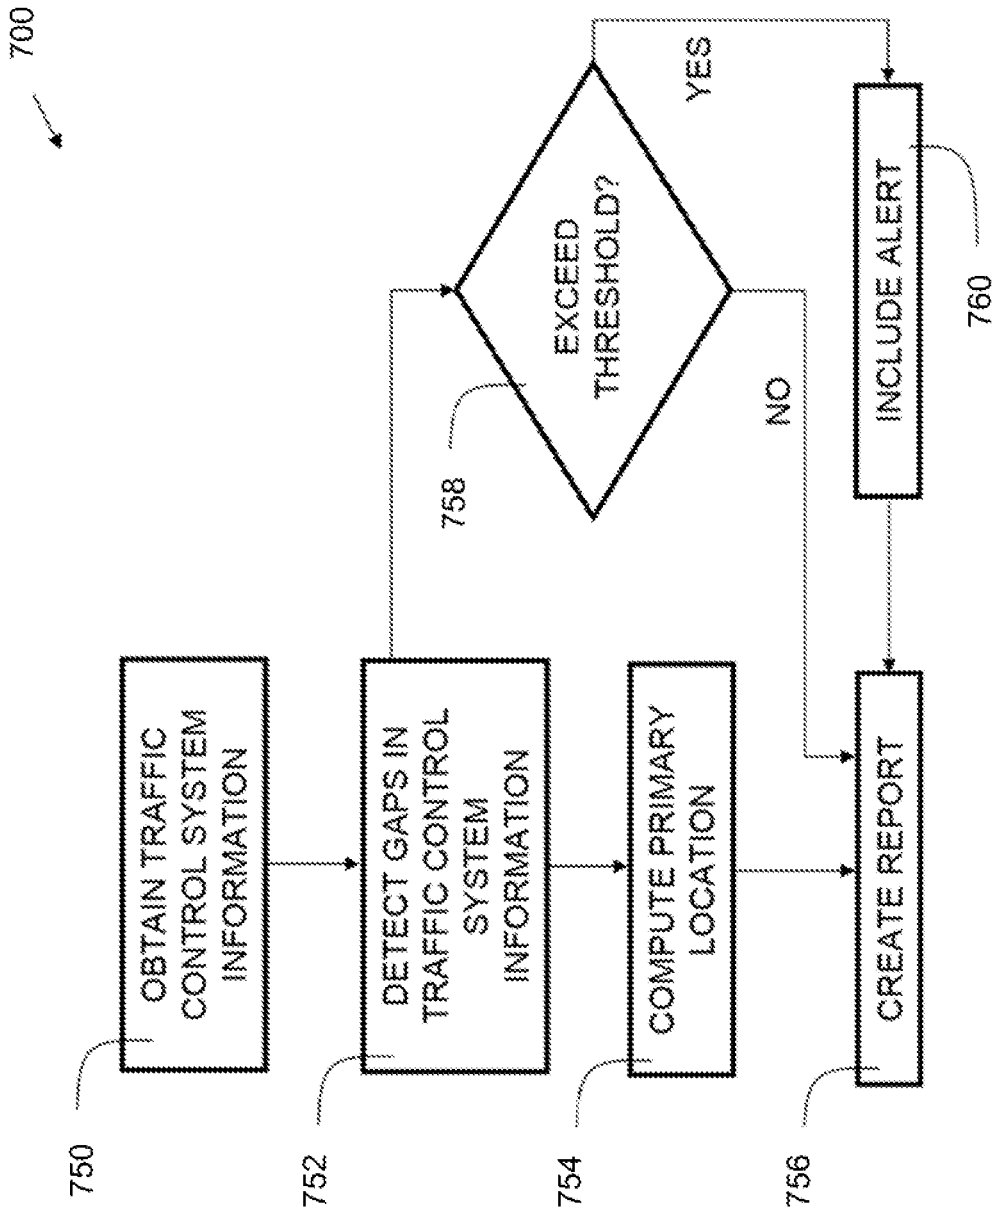 700
750
OBTAIN TRAFFIC
CONTROL SYSTEM
INFORMATION
752
DETECT GAPS IN
TRAFFIC CONTROL
SYSTEM
INFORMATION
758
EXCEED
THRESHOLD?
YES
NO
754
COMPUTE PRIMARY
LOCATION
756
CREATE REPORT
INCLUDE ALERT
760